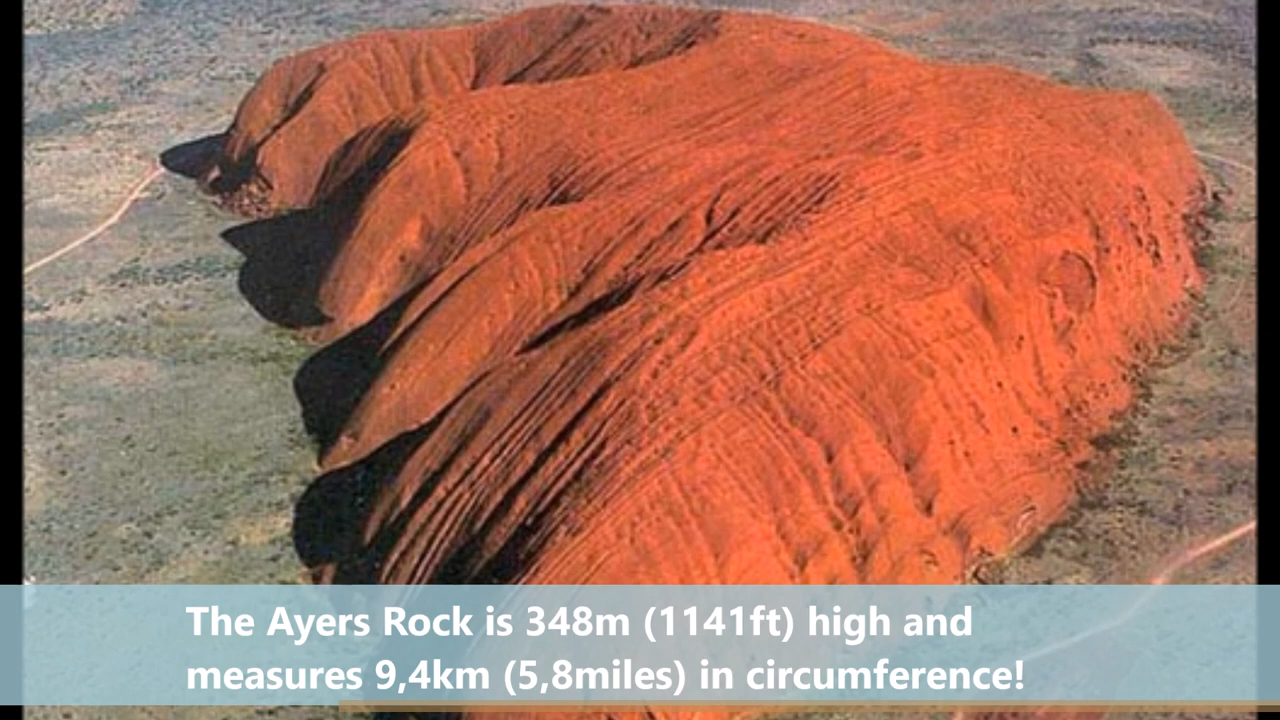 The Ayers Rock is 348m (1141ft) high and
measures 9,4km (5,8miles) in circumference!